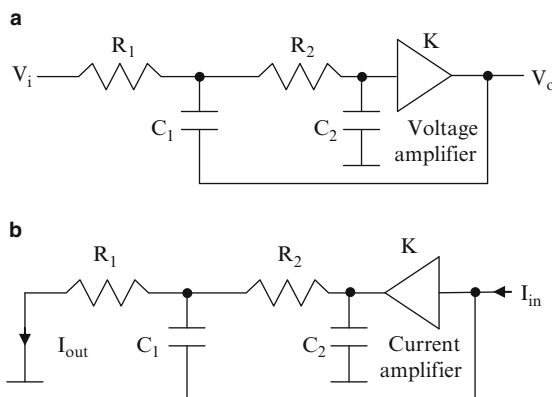 a
R1 R2 K
Vi Vo
C1 C2 Voltage
amplifier
b
R1 R2 K
Iin
Iout C1 C2 Current
amplifier